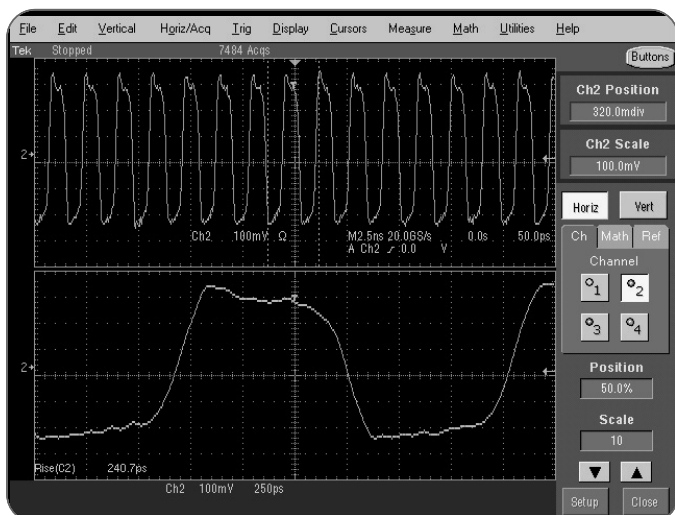 File Edit Vertical Horiz/Acq Trig Display Cursors Measure Math Utilities Help
Tek Stopped 7484 Acqs
Buttons
Ch2 Position
320.0mdiv
Ch2 Scale
100.0mV
Horiz Vert
Ch Math Ref
Channel
1 2
3 4
Position
50.0%
Scale
10
Setup Close
2
Ch2 100mV Ω M2.5ns 20.0GS/s 0.0s 50.0ps
A Ch2 0.0 V
2
Rise(C2) 240.7ps
Ch2 100mV 250ps